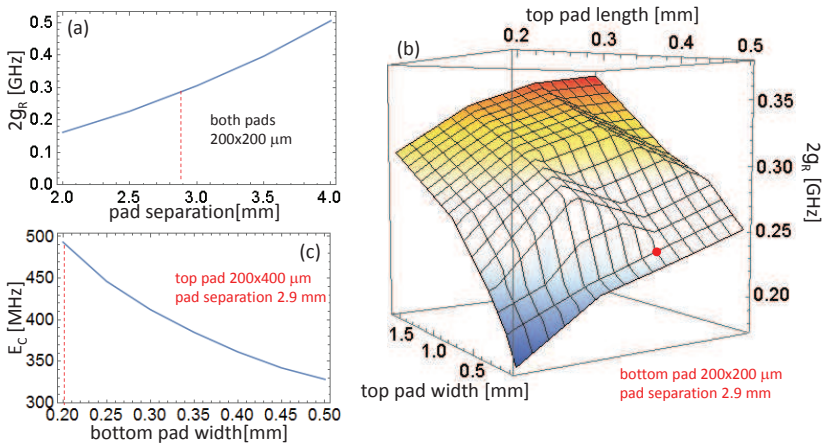 (a)
2gR [GHz]
0.5
0.4
0.3
0.2
0.1
0.0
both pads
200x200 μm
2.0 2.5 3.0 3.5 4.0
pad separation[mm]
(c)
EC [MHz]
500
450
400
350
300
top pad 200x400 μm
pad separation 2.9 mm
0.20 0.25 0.30 0.35 0.40 0.45 0.50
bottom pad width[mm]
(b)
top pad length [mm]
0.2 0.3 0.4 0.5
0.35
0.30
0.25
0.20
2gR [GHz]
1.5 1.0 0.5
top pad width [mm]
bottom pad 200x200 μm
pad separation 2.9 mm